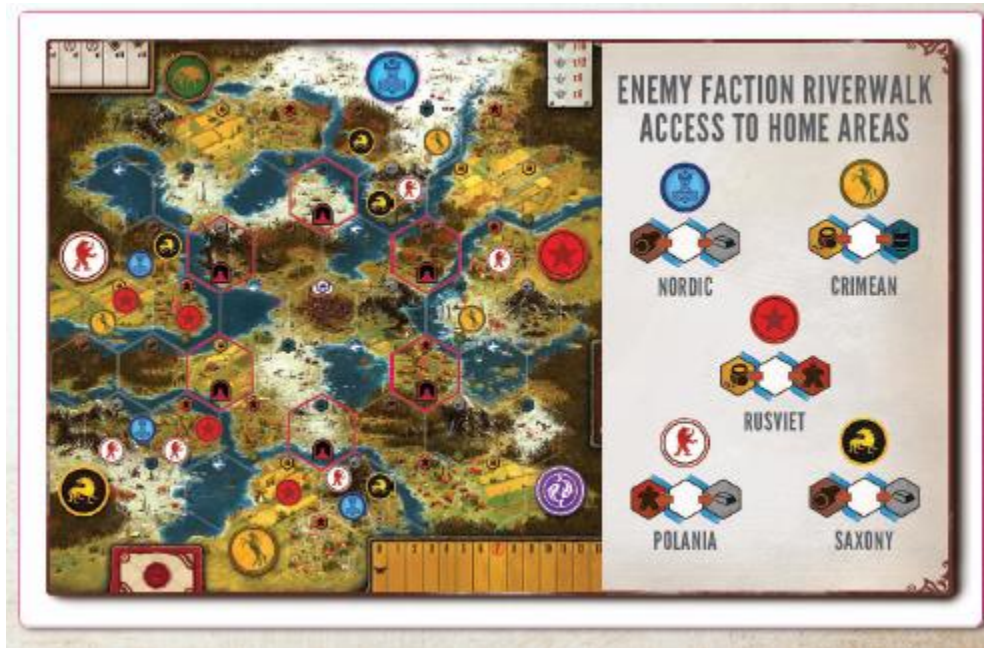 ENEMY FACTION RIVERWALK
ACCESS TO HOME AREAS
NORDIC
CRIMEAN
RUSVIET
POLANIA
SAXONY